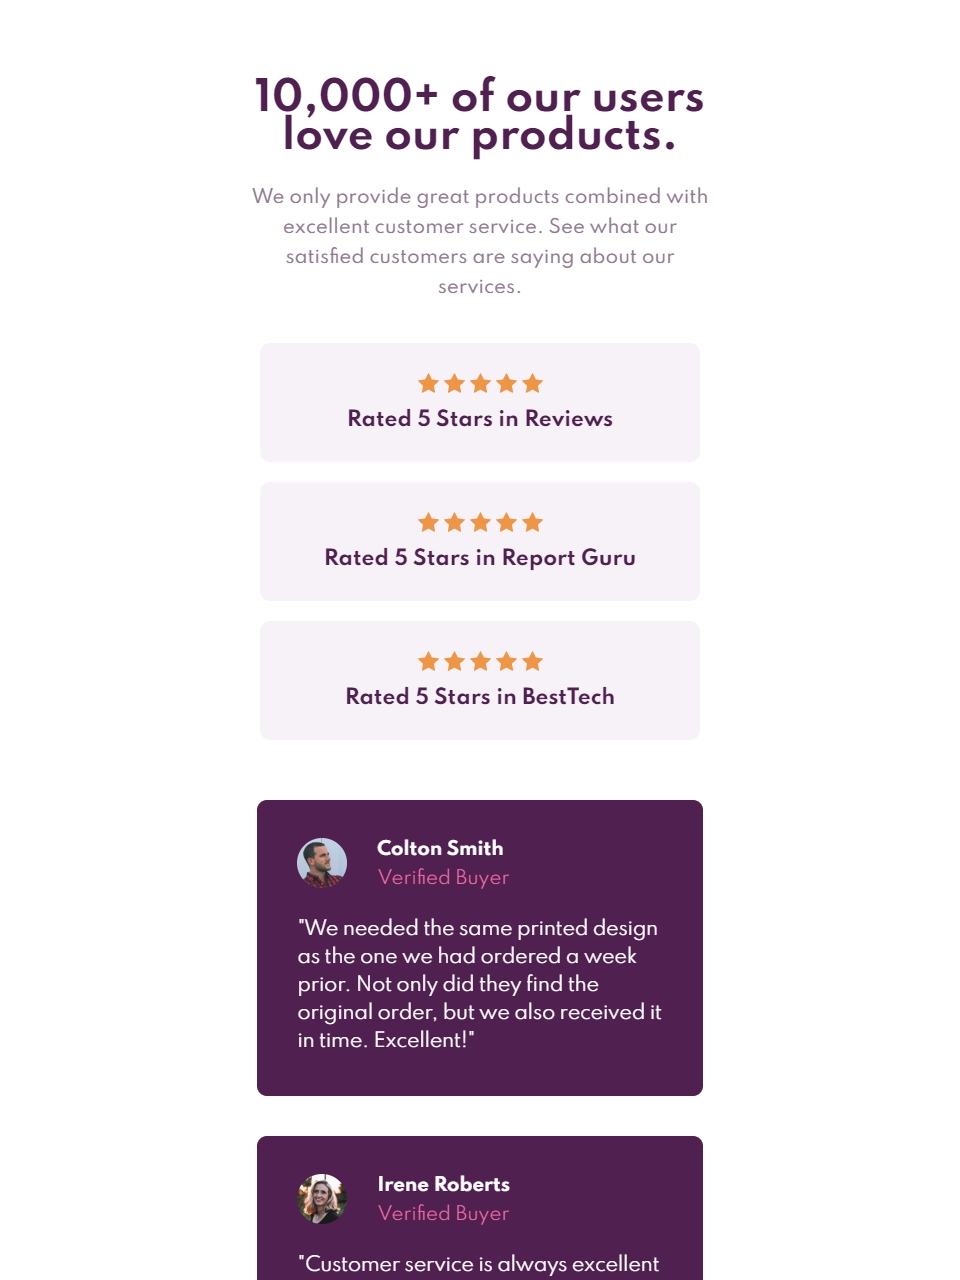 10,000+ of our users
love our products.
We only provide great products combined with
excellent customer service. See what our
satisfied customers are saying about our
services.
Rated 5 Stars in Reviews
Rated 5 Stars in Report Guru
Rated 5 Stars in BestTech
Colton Smith
Verified Buyer
"We needed the same printed design
as the one we had ordered a week
prior. Not only did they find the
original order, but we also received it
in time. Excellent!"
Irene Roberts
Verified Buyer
"Customer service is always excellent